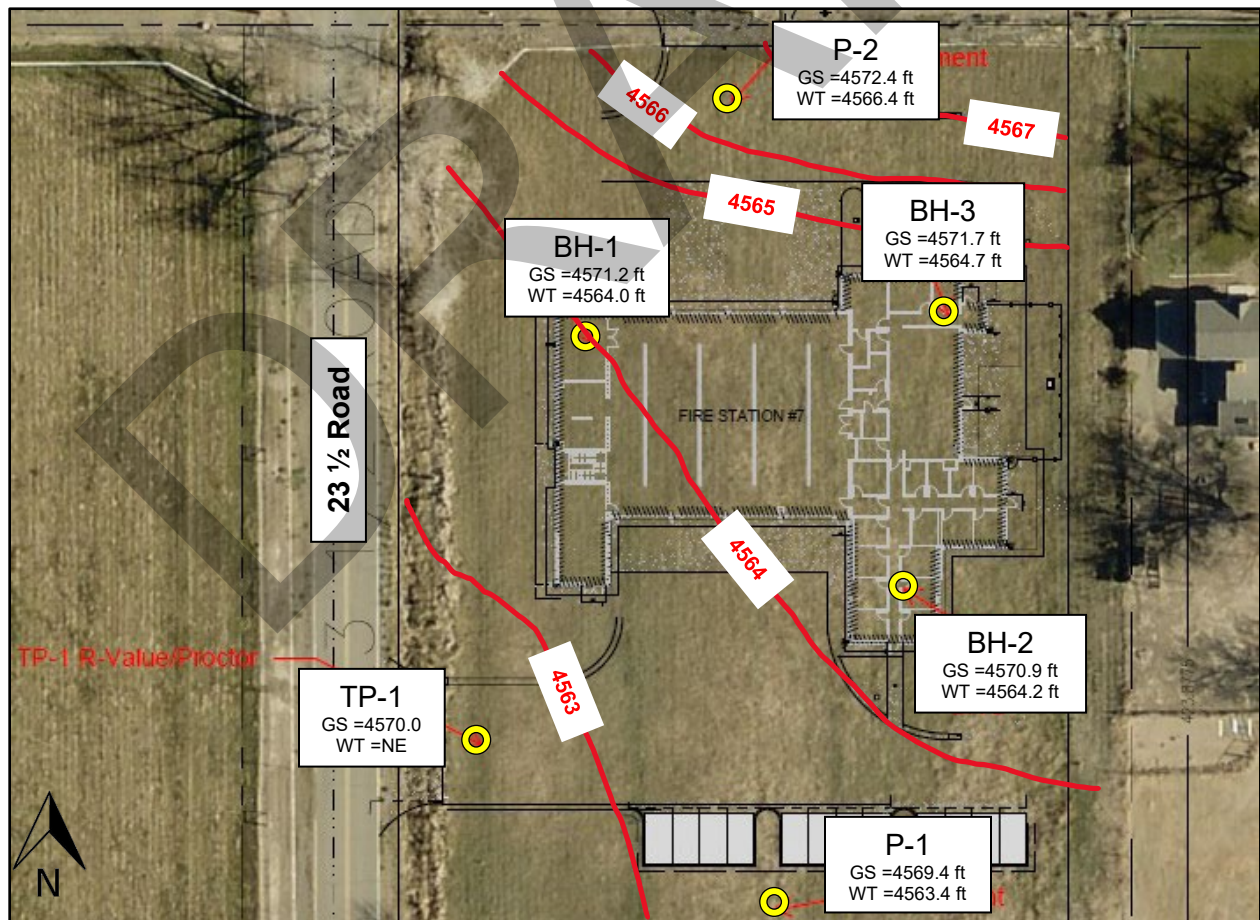 DRAFT
P-2
GS =4572.4 ft
WT =4566.4 ft
ment
4566
4567
4565
BH-3
GS =4571.7 ft
WT =4564.7 ft
BH-1
GS =4571.2 ft
WT =4564.0 ft
23 ½ Road
ROAD
FIRE STATION #7
4564
BH-2
GS =4570.9 ft
WT =4564.2 ft
TP-1 R-Value/Proctor
TP-1
GS =4570.0
WT =NE
4563
P-1
GS =4569.4 ft
WT =4563.4 ft
N